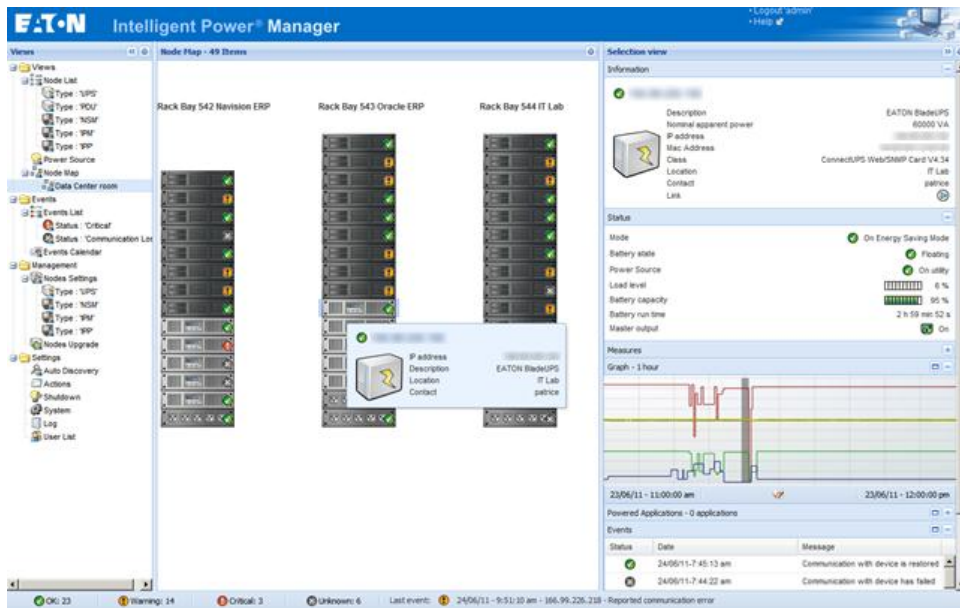 EATON Intelligent Power® Manager
Logout 'admin'
Help
Views
Node Map - 49 Items
Selection view
Views
Node List
Type : 'UPS'
Type : 'PDU'
Type : 'NSM'
Type : 'IPM'
Type : 'IPP'
Power Source
Node Map
Data Center room
Events
Events List
Status : 'Critical'
Status : 'Communication Los
Events Calendar
Management
Nodes Settings
Type : 'UPS'
Type : 'NSM'
Type : 'IPM'
Type : 'IPP'
Nodes Upgrade
Settings
Auto Discovery
Actions
Shutdown
System
Log
User List
Rack Bay 542 Navision ERP
Rack Bay 543 Oracle ERP
Rack Bay 544 IT Lab
IP address
Description EATON BladeUPS
Location IT Lab
Contact patrice
Information
Description EATON BladeUPS
Nominal apparent power 60000 VA
IP address
Mac Address
Class ConnectUPS Web/SNMP Card V4.34
Location IT Lab
Contact patrice
Link
Status
Mode On Energy Saving Mode
Battery state Floating
Power Source On utility
Load level 6 %
Battery capacity 95 %
Battery run time 2 h 59 min 52 s
Master output On
Measures
Graph - 1 hour
23/06/11 - 11:00:00 am 23/06/11 - 12:00:00 pm
Powered Applications - 0 applications
Events
Status Date Message
24/06/11-7:45:13 am Communication with device is restored
24/06/11-7:44:22 am Communication with device has failed
OK: 23 Warning: 14 Critical: 3 Unknown: 6 Last event: 24/06/11 - 9:51:10 am - 166.99.226.218 - Reported communication error